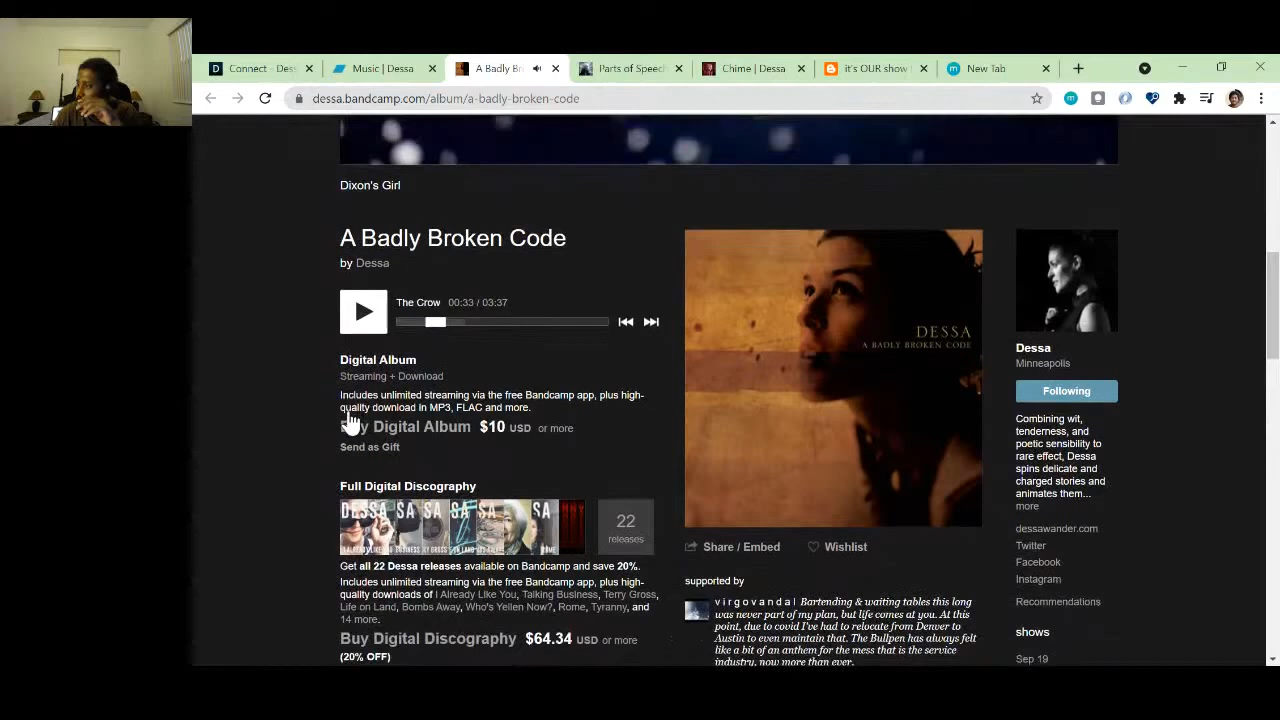 Connect - Dess
Music | Dessa
A Badly Br
Parts of Speech
Chime | Dessa
it's OUR show
New Tab
dessa.bandcamp.com/album/a-badly-broken-code
Dixon's Girl
A Badly Broken Code
by Dessa
The Crow 00:33 / 03:37
Digital Album
Streaming + Download
Includes unlimited streaming via the free Bandcamp app, plus high-
quality download in MP3, FLAC and more.
Buy Digital Album $10 USD or more
Send as Gift
Full Digital Discography
22
releases
Get all 22 Dessa releases available on Bandcamp and save 20%.
Includes unlimited streaming via the free Bandcamp app, plus high-
quality downloads of I Already Like You, Talking Business, Terry Gross,
Life on Land, Bombs Away, Who's Yellen Now?, Rome, Tyranny, and
14 more.
Buy Digital Discography $64.34 USD or more
(20% OFF)
DESSA
A BADLY BROKEN CODE
Share / Embed
Wishlist
supported by
virgovandal Bartending & waiting tables this long
was never part of my plan, but life comes at you. At this
point, due to covid I've had to relocate from Denver to
Austin to even maintain that. The Bullpen has always felt
like a bit of an anthem for the mess that is the service
industry, now more than ever.
Dessa
Minneapolis
Following
Combining wit,
tenderness, and
poetic sensibility to
rare effect, Dessa
spins delicate and
charged stories and
animates them...
more
dessawander.com
Twitter
Facebook
Instagram
Recommendations
shows
Sep 19